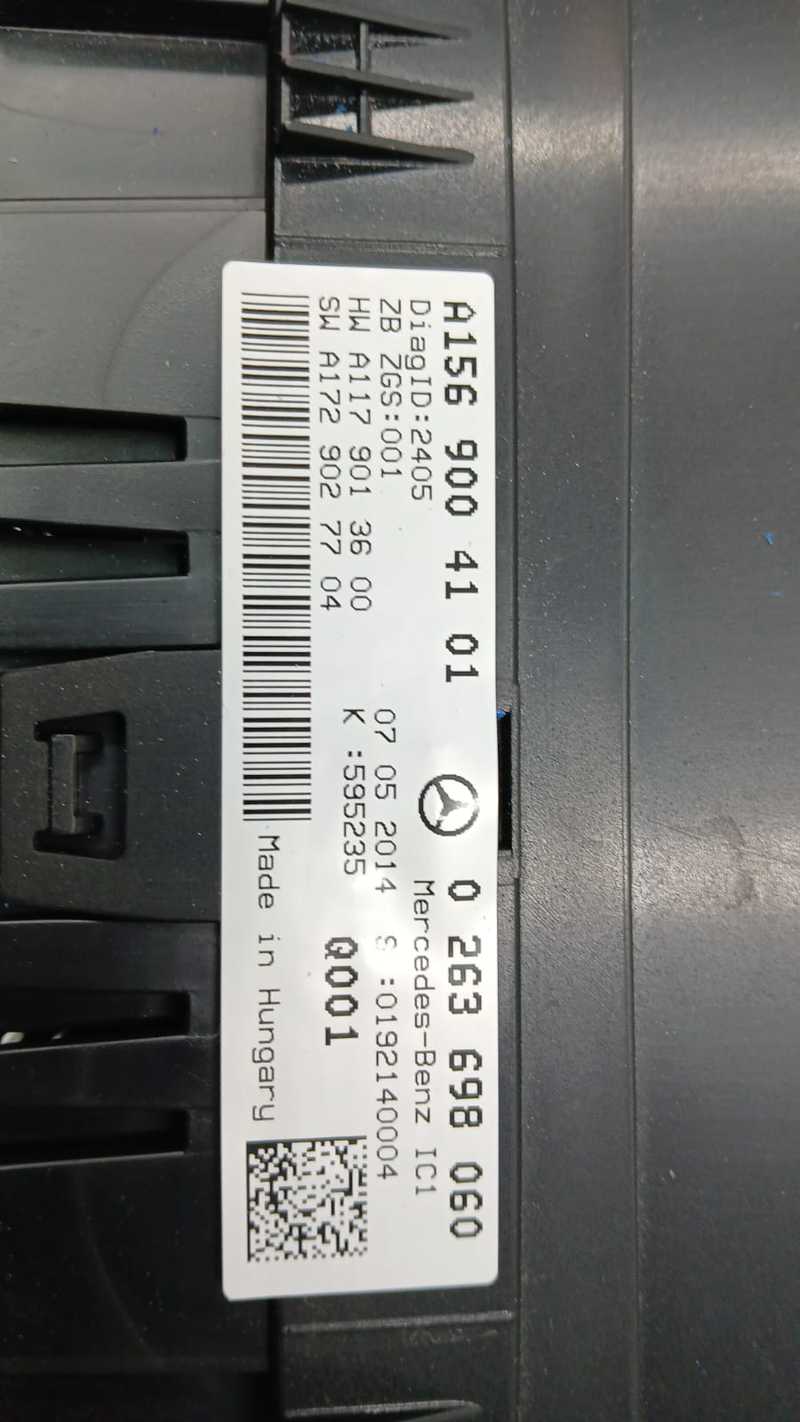 A156 900 41 01
0 263 698 060
DiagID:2405
Mercedes-Benz IC1
ZB ZGS:001
07 05 2014 S :0192140004
HW A117 901 36 00
K :595235
Q001
SW A172 902 77 04
Made in Hungary